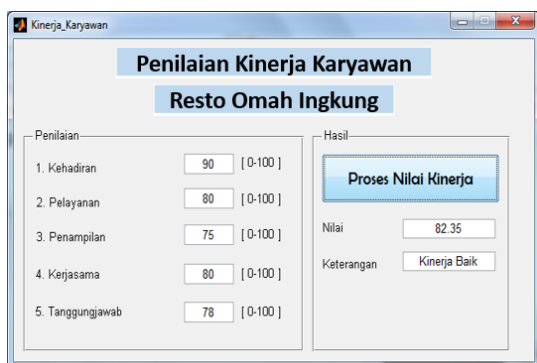 Kinerja_Karyawan
Penilaian Kinerja Karyawan
Resto Omah Ingkung
Penilaian
1. Kehadiran 90 [ 0-100 ]
2. Pelayanan 80 [ 0-100 ]
3. Penampilan 75 [ 0-100 ]
4. Kerjasama 80 [ 0-100 ]
5. Tanggungjawab 78 [ 0-100 ]
Hasil
Proses Nilai Kinerja
Nilai 82.35
Keterangan Kinerja Baik